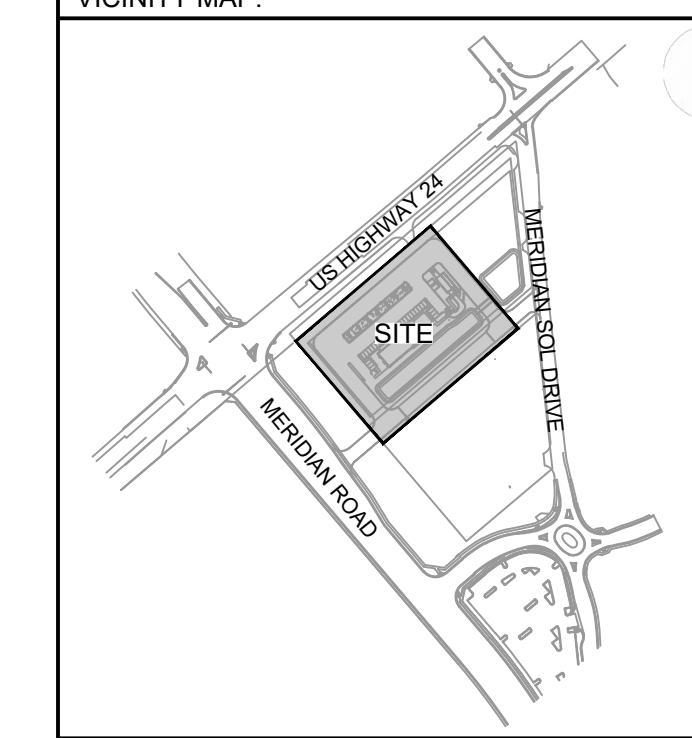 VICINITY MAP:
US HIGHWAY 24
MERIDIAN SOL DRIVE
SITE
MERIDIAN ROAD